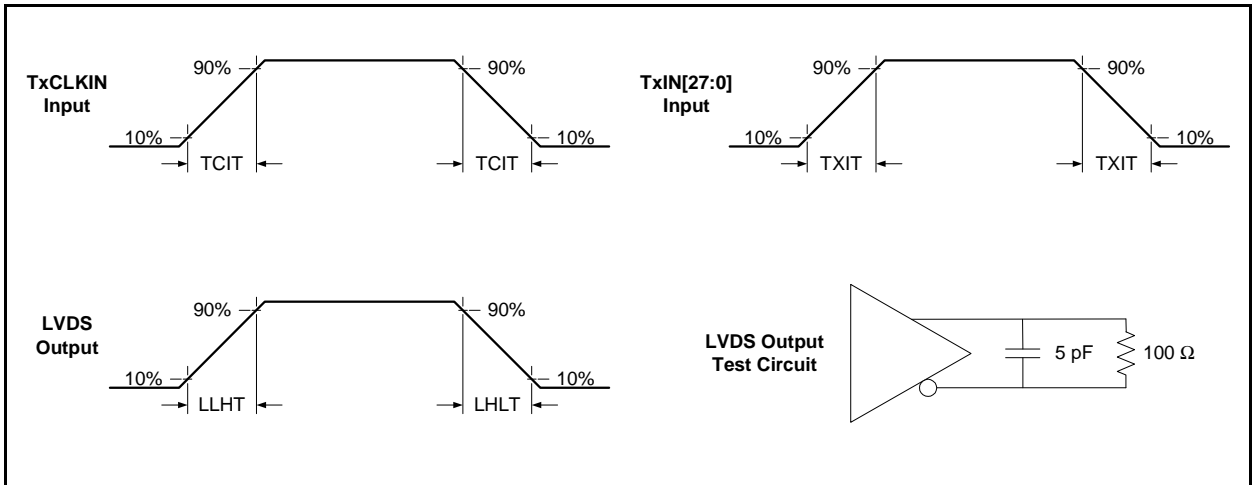 TxCLKIN
Input
90%
90%
10%
10%
TCIT
TCIT
TxIN[27:0]
Input
90%
90%
10%
10%
TXIT
TXIT
LVDS
Output
90%
90%
10%
10%
LLHT
LHLT
LVDS Output
Test Circuit
5 pF
100 Ω